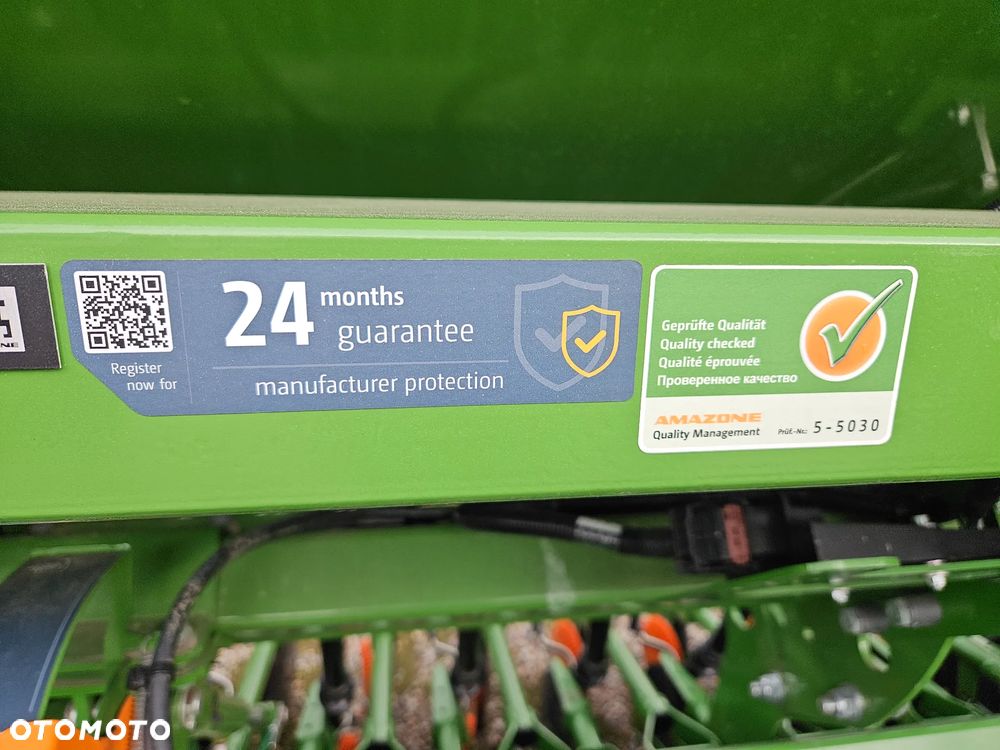 24 months
guarantee
manufacturer protection
Register
now for
Geprüfte Qualität
Quality checked
Qualité éprouvée
Проверенное качество
AMAZONE
Quality Management
Prüf.-Nr.: 5-5030
OTOMOTO